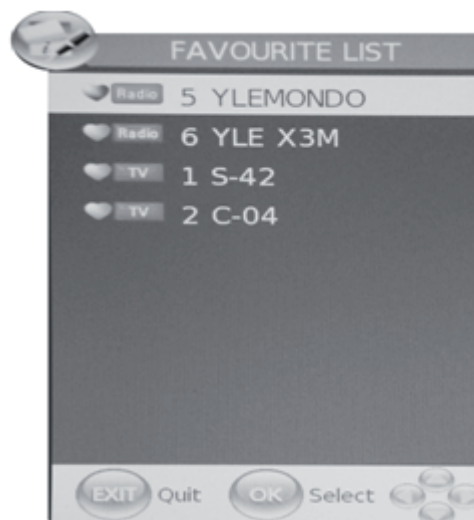 FAVOURITE LIST
Radio 5 YLEMONDO
Radio 6 YLE X3M
TV 1 S-42
TV 2 C-04
EXIT Quit OK Select